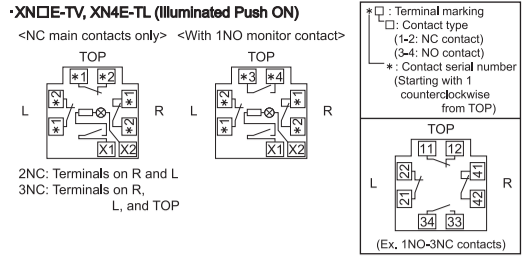 ·XN□E-TV, XN4E-TL (Illuminated Push ON)
<NC main contacts only> <With 1NO monitor contact>
TOP
*1 *2
L
*2
*1
*1
*2
R
X1 X2
TOP
*3 *4
L
*2
*1
*1
*2
R
X1 X2
2NC: Terminals on R and L
3NC: Terminals on R,
L, and TOP
*□ : Terminal marking
□: Contact type
(1-2: NC contact)
(3-4: NO contact)
* : Contact serial number
(Starting with 1
counterclockwise
from TOP)
TOP
11 12
L
22
21
41
42
R
34 33
(Ex. 1NO-3NC contacts)